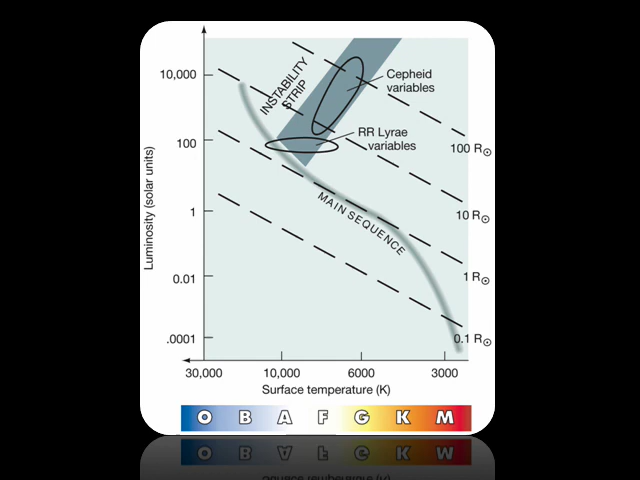 10,000
100
1
0.01
.0001
Luminosity (solar units)
INSTABILITY
STRIP
Cepheid
variables
RR Lyrae
variables
MAIN SEQUENCE
100 R⊙
10 R⊙
1 R⊙
0.1 R⊙
30,000 10,000 6000 3000
Surface temperature (K)
O B A F G K M